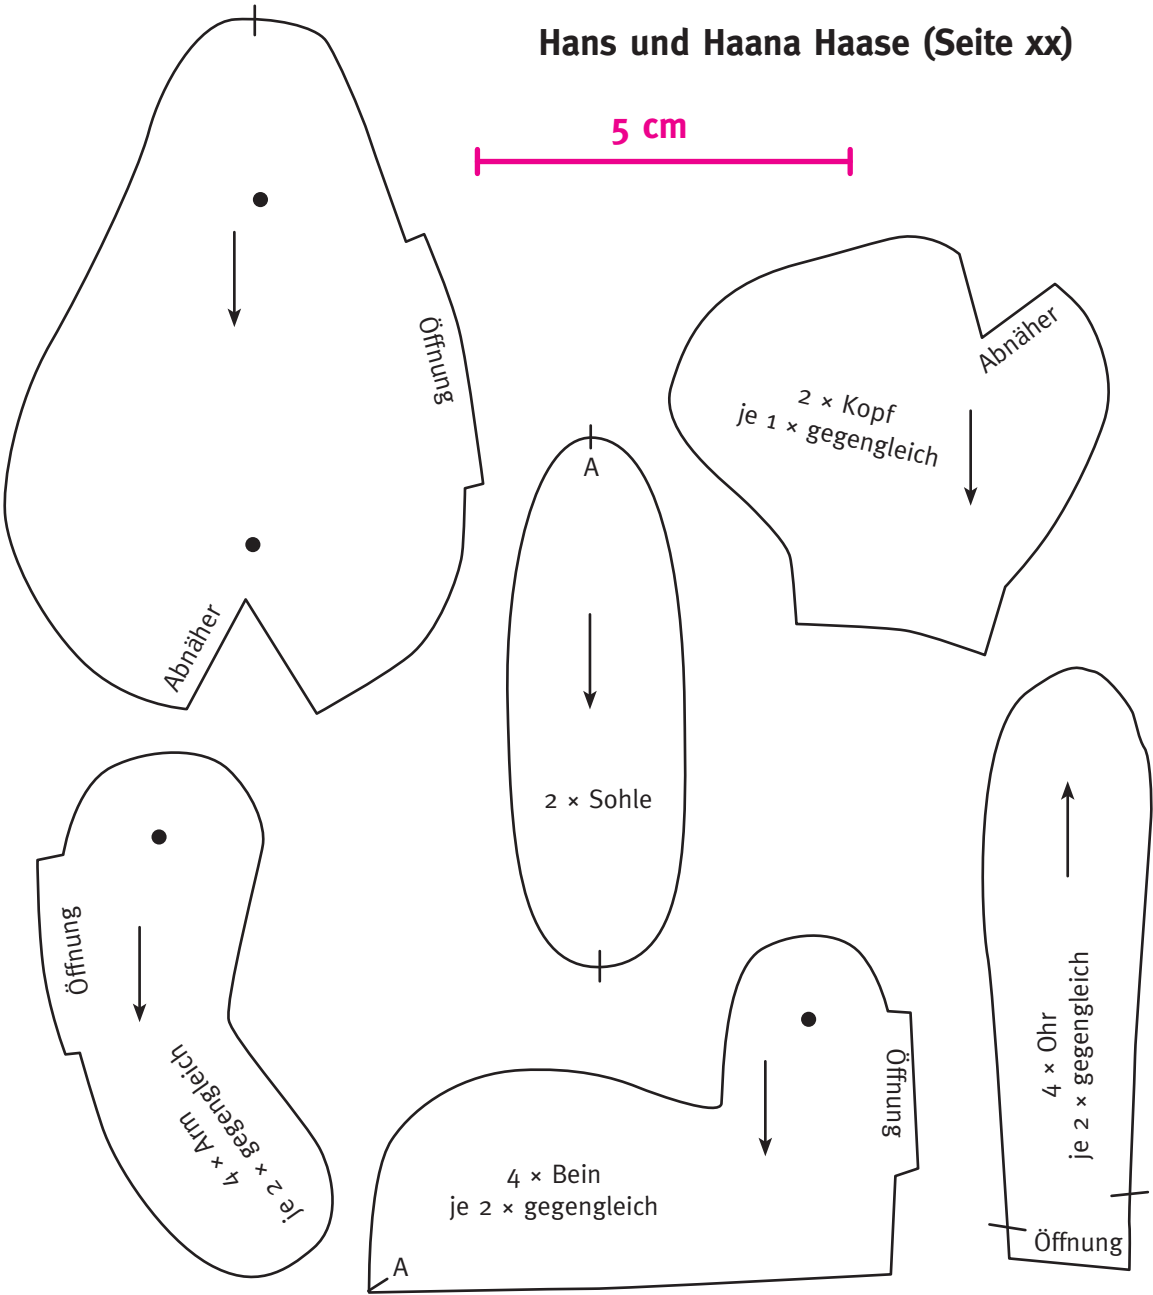 Hans und Haana Haase (Seite xx)
5 cm
Öffnung
Abnäher
Abnäher
2 × Kopf
je 1 × gegengleich
A
2 × Sohle
Öffnung
4 × Arm
je 2 × gegengleich
Öffnung
4 × Bein
je 2 × gegengleich
A
4 × Ohr
je 2 × gegengleich
Öffnung